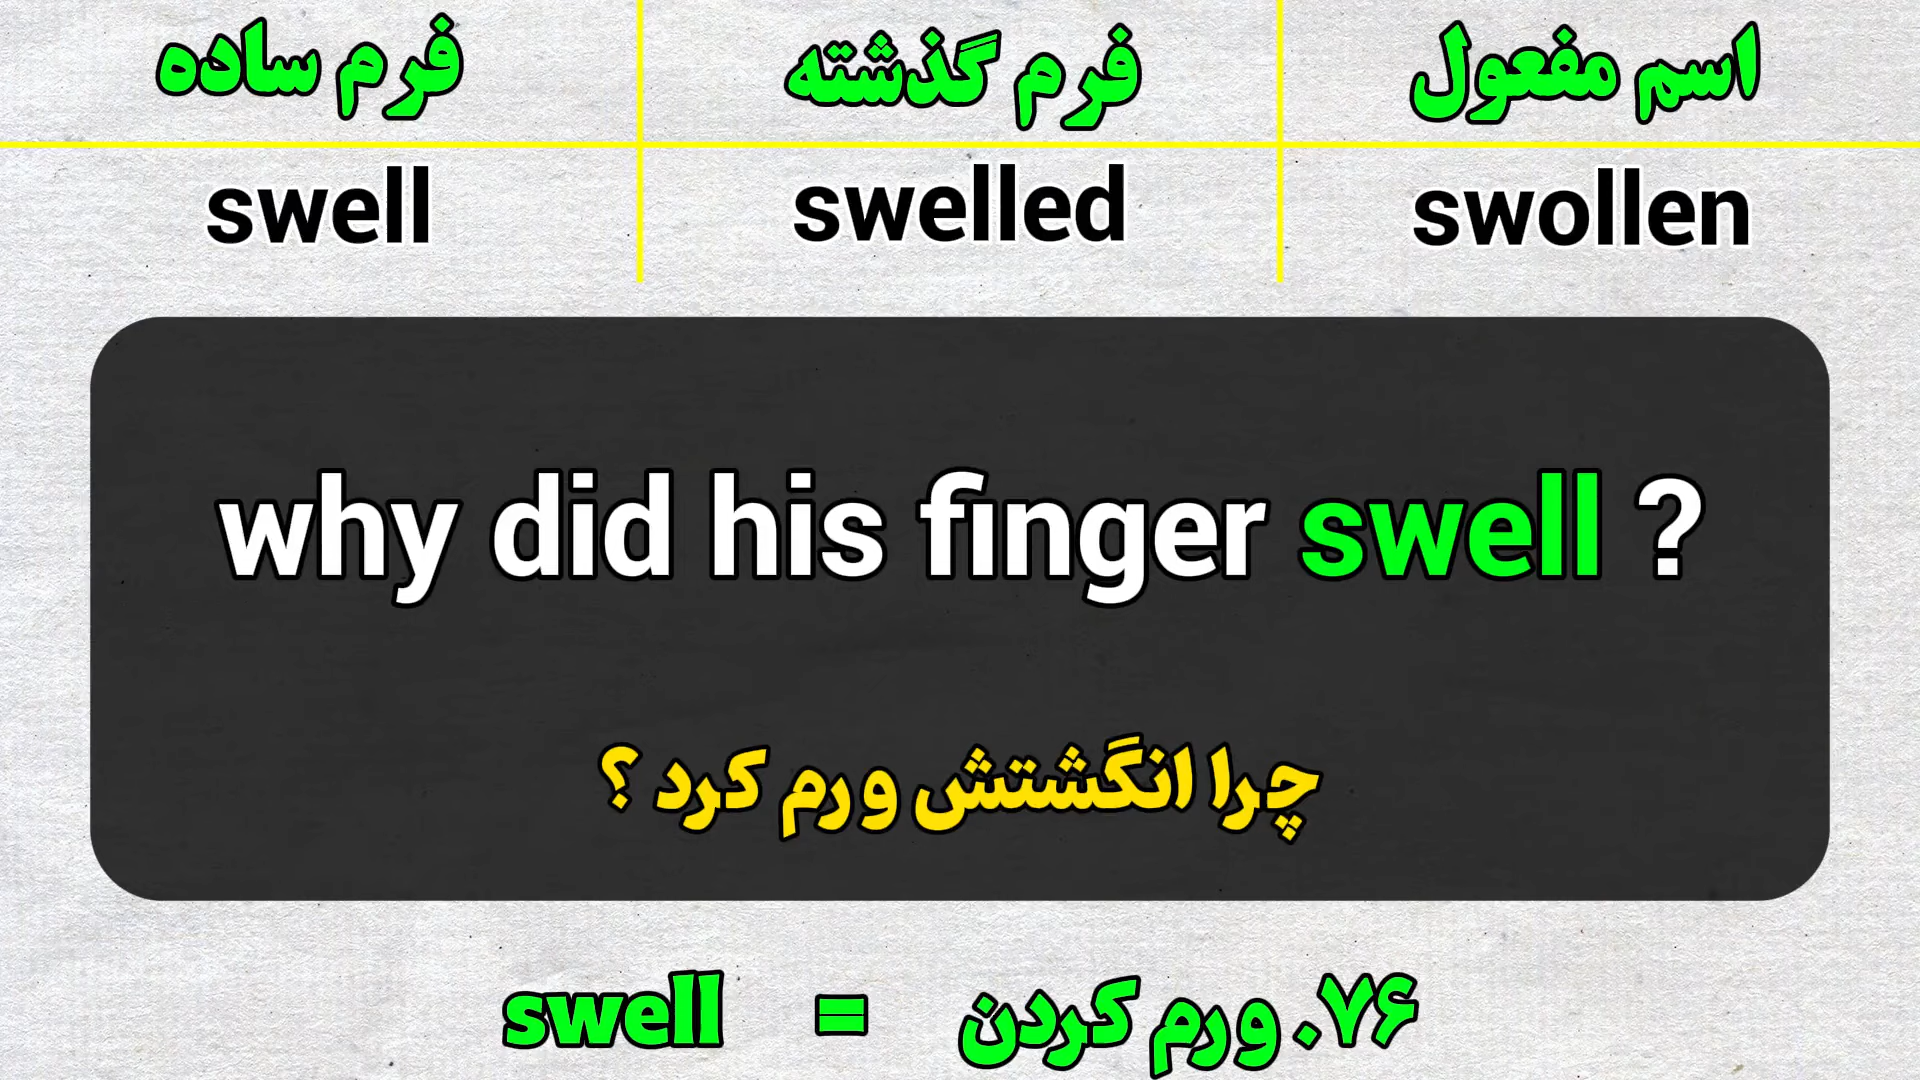 فرم ساده فرم گذشته اسم مفعول
swell swelled swollen
why did his finger swell ?
چرا انگشتش ورم کرد ؟
swell = ۷۶. ورم کردن